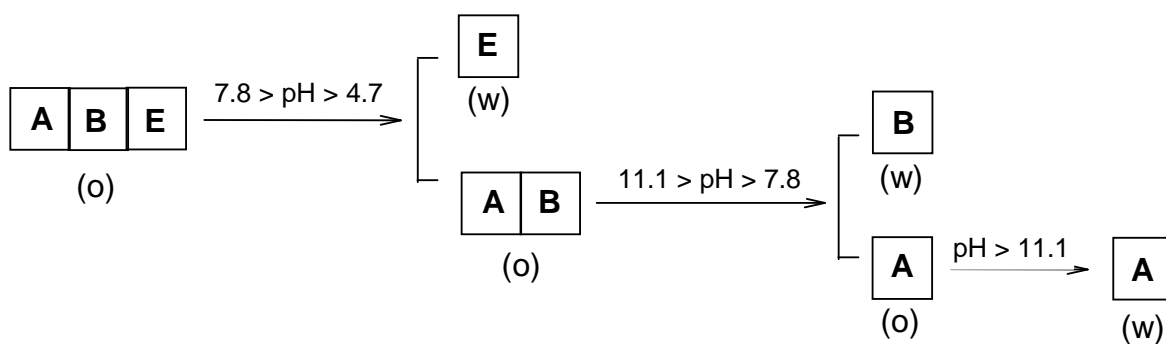 A B E
(o)
7.8 > pH > 4.7
E
(w)
A B
(o)
11.1 > pH > 7.8
B
(w)
A
(o)
pH > 11.1
A
(w)